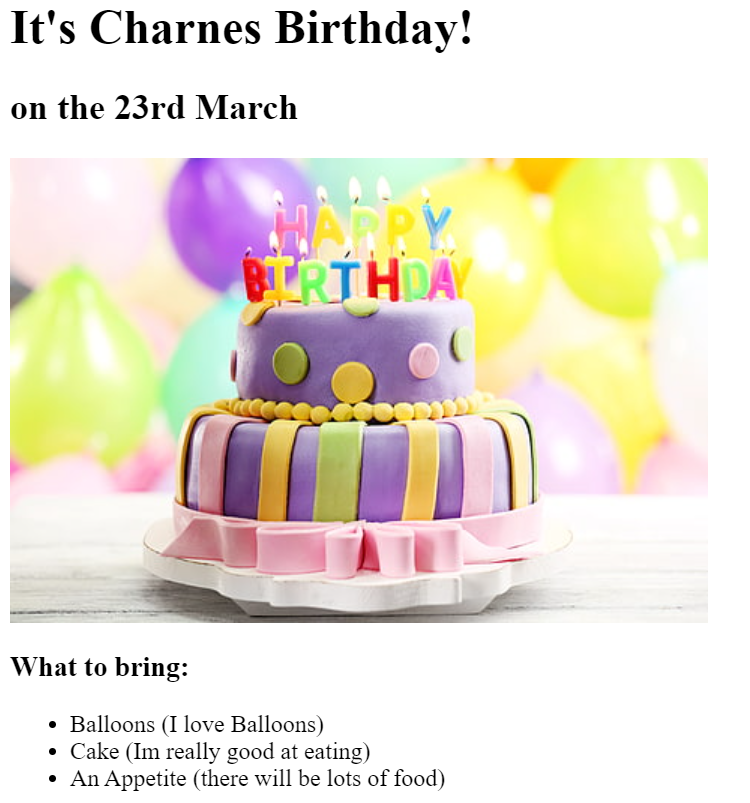 It's Charnes Birthday!
on the 23rd March
HAPPY
BIRTHDAY
What to bring:
Balloons (I love Balloons)
Cake (Im really good at eating)
An Appetite (there will be lots of food)